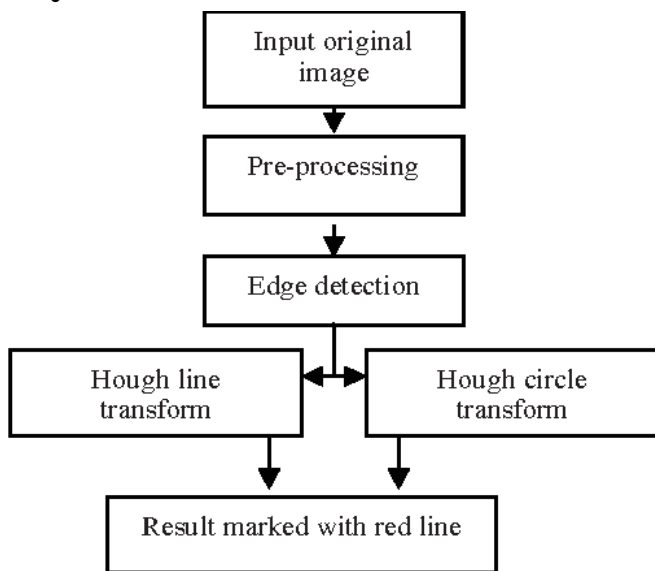 Input original
image
Pre-processing
Edge detection
Hough line
transform
Hough circle
transform
Result marked with red line